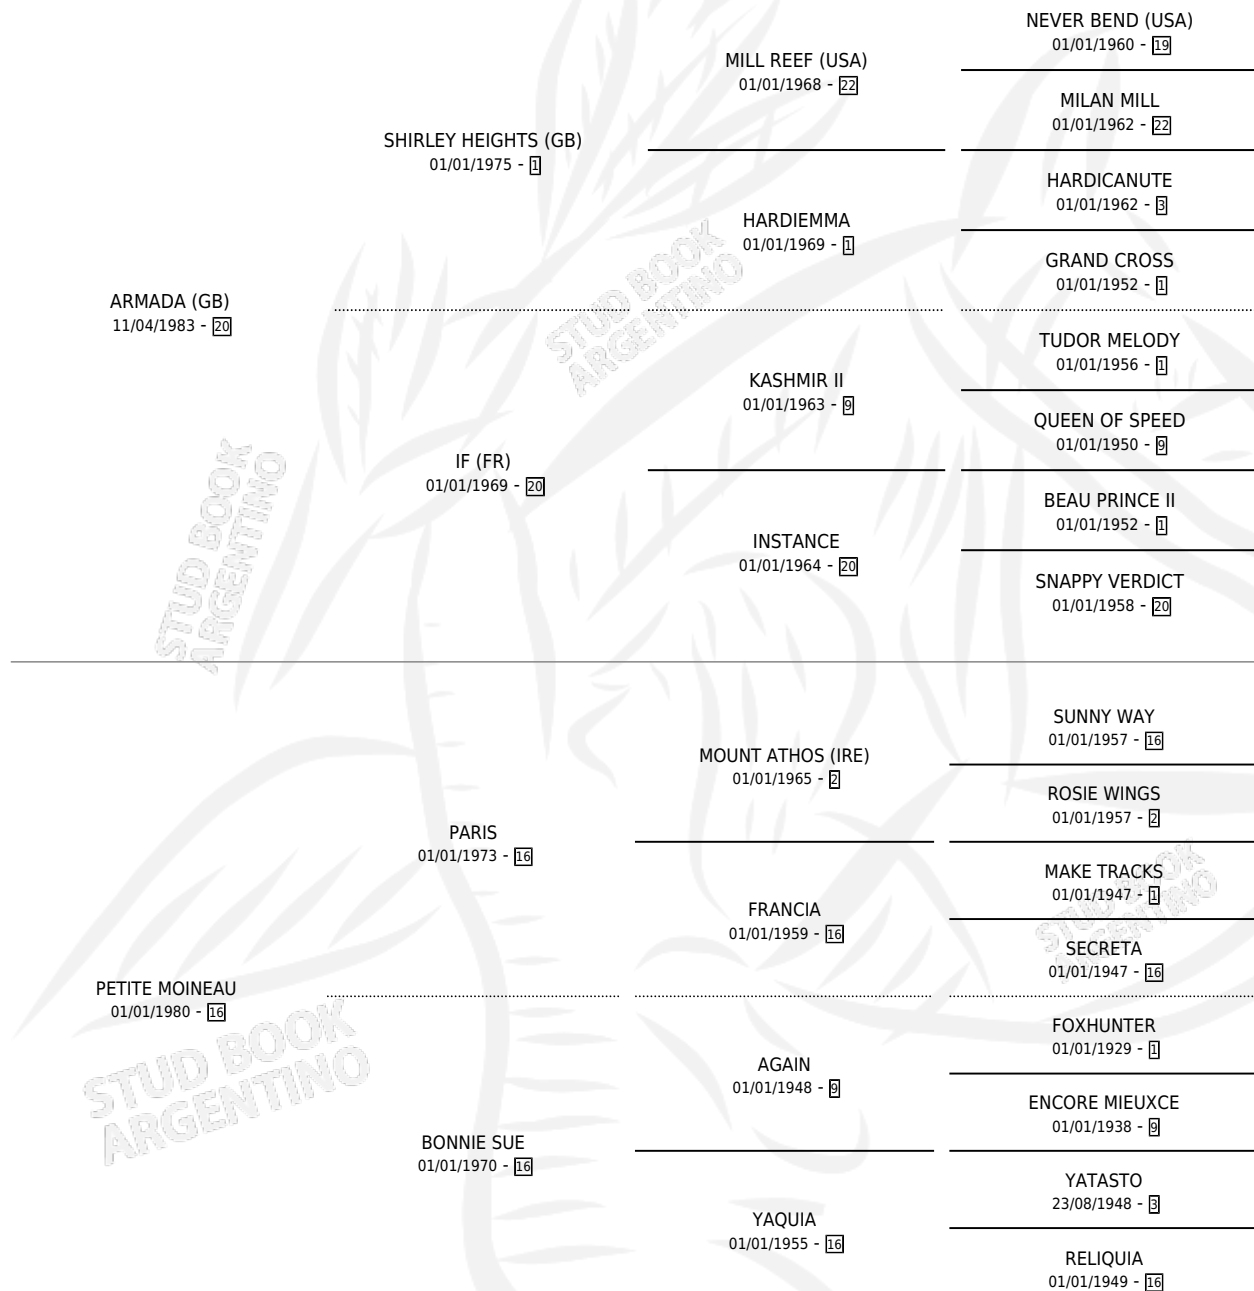 NEVER BEND (USA)
01/01/1960 - 19
MILL REEF (USA)
01/01/1968 - 22
MILAN MILL
01/01/1962 - 22
SHIRLEY HEIGHTS (GB)
01/01/1975 - 1
HARDICANUTE
01/01/1962 - 3
HARDIEMMA
01/01/1969 - 1
GRAND CROSS
01/01/1952 - 1
ARMADA (GB)
11/04/1983 - 20
TUDOR MELODY
01/01/1956 - 1
KASHMIR II
01/01/1963 - 9
QUEEN OF SPEED
01/01/1950 - 9
IF (FR)
01/01/1969 - 20
BEAU PRINCE II
01/01/1952 - 1
INSTANCE
01/01/1964 - 20
SNAPPY VERDICT
01/01/1958 - 20
SUNNY WAY
01/01/1957 - 16
MOUNT ATHOS (IRE)
01/01/1965 - 2
ROSIE WINGS
01/01/1957 - 2
PARIS
01/01/1973 - 16
MAKE TRACKS
01/01/1947 - 1
FRANCIA
01/01/1959 - 16
SECRETA
01/01/1947 - 16
PETITE MOINEAU
01/01/1980 - 16
FOXHUNTER
01/01/1929 - 1
AGAIN
01/01/1948 - 9
ENCORE MIEUXCE
01/01/1938 - 9
BONNIE SUE
01/01/1970 - 16
YATASTO
23/08/1948 - 3
YAQUIA
01/01/1955 - 16
RELIQUIA
01/01/1949 - 16
STUD BOOK
ARGENTINO
STUD BOOK
ARGENTINO
STUD BOOK
ARGENTINO
STUD BOOK
ARGENTINO